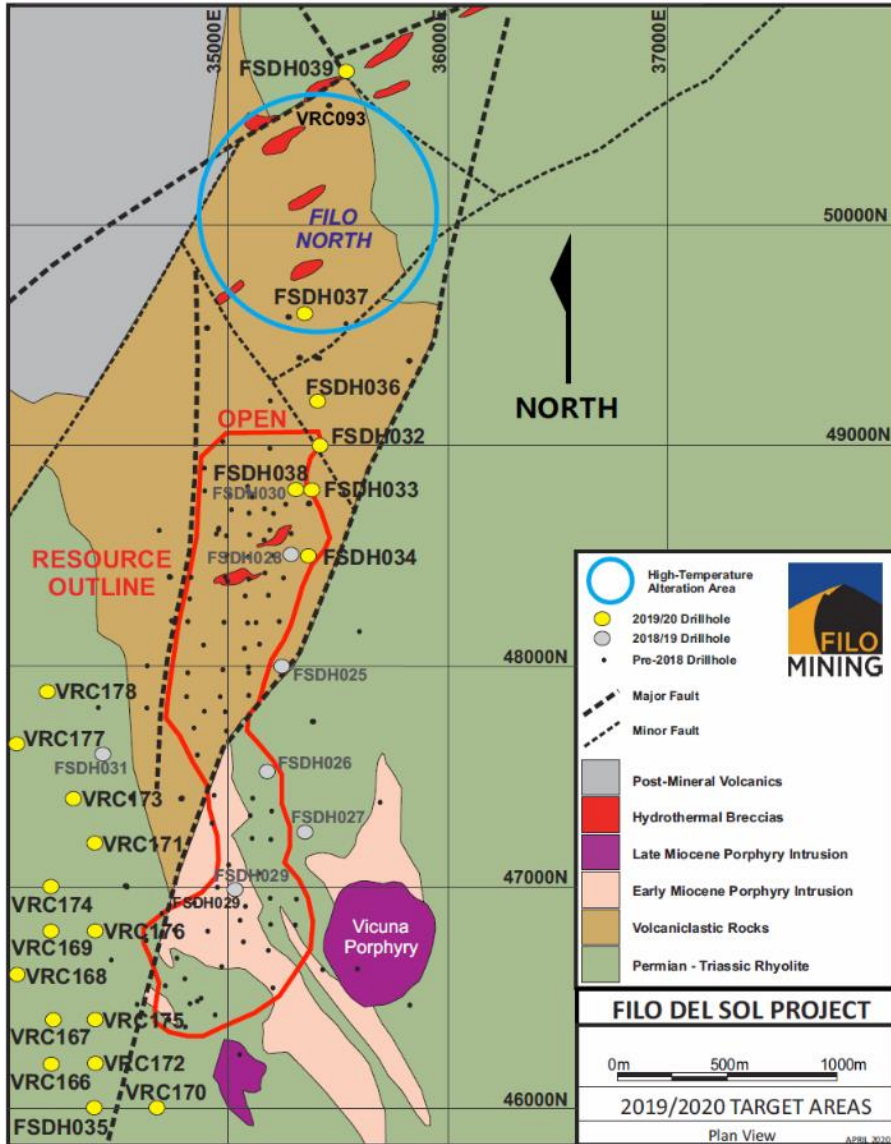 35000E
36000E
37000E
FSDH039
VRC093
FILO
NORTH
50000N
FSDH037
FSDH036
NORTH
OPEN
FSDH032
49000N
FSDH038
FSDH030
FSDH033
RESOURCE
OUTLINE
FSDH028
FSDH034
48000N
FSDH025
VRC178
VRC177
FSDH031
FSDH026
VRC173
FSDH027
VRC171
47000N
FSDH029
VRC174
FSDH029
VRC169
VRC176
Vicuna
Porphyry
VRC168
VRC175
VRC167
VRC172
VRC166
VRC170
46000N
FSDH035
High-Temperature
Alteration Area
2019/20 Drillhole
2018/19 Drillhole
Pre-2018 Drillhole
FILO
MINING
Major Fault
Minor Fault
Post-Mineral Volcanics
Hydrothermal Breccias
Late Miocene Porphyry Intrusion
Early Miocene Porphyry Intrusion
Volcaniclastic Rocks
Permian - Triassic Rhyolite
FILO DEL SOL PROJECT
0m 500m 1000m
2019/2020 TARGET AREAS
Plan View
APRIL 2020